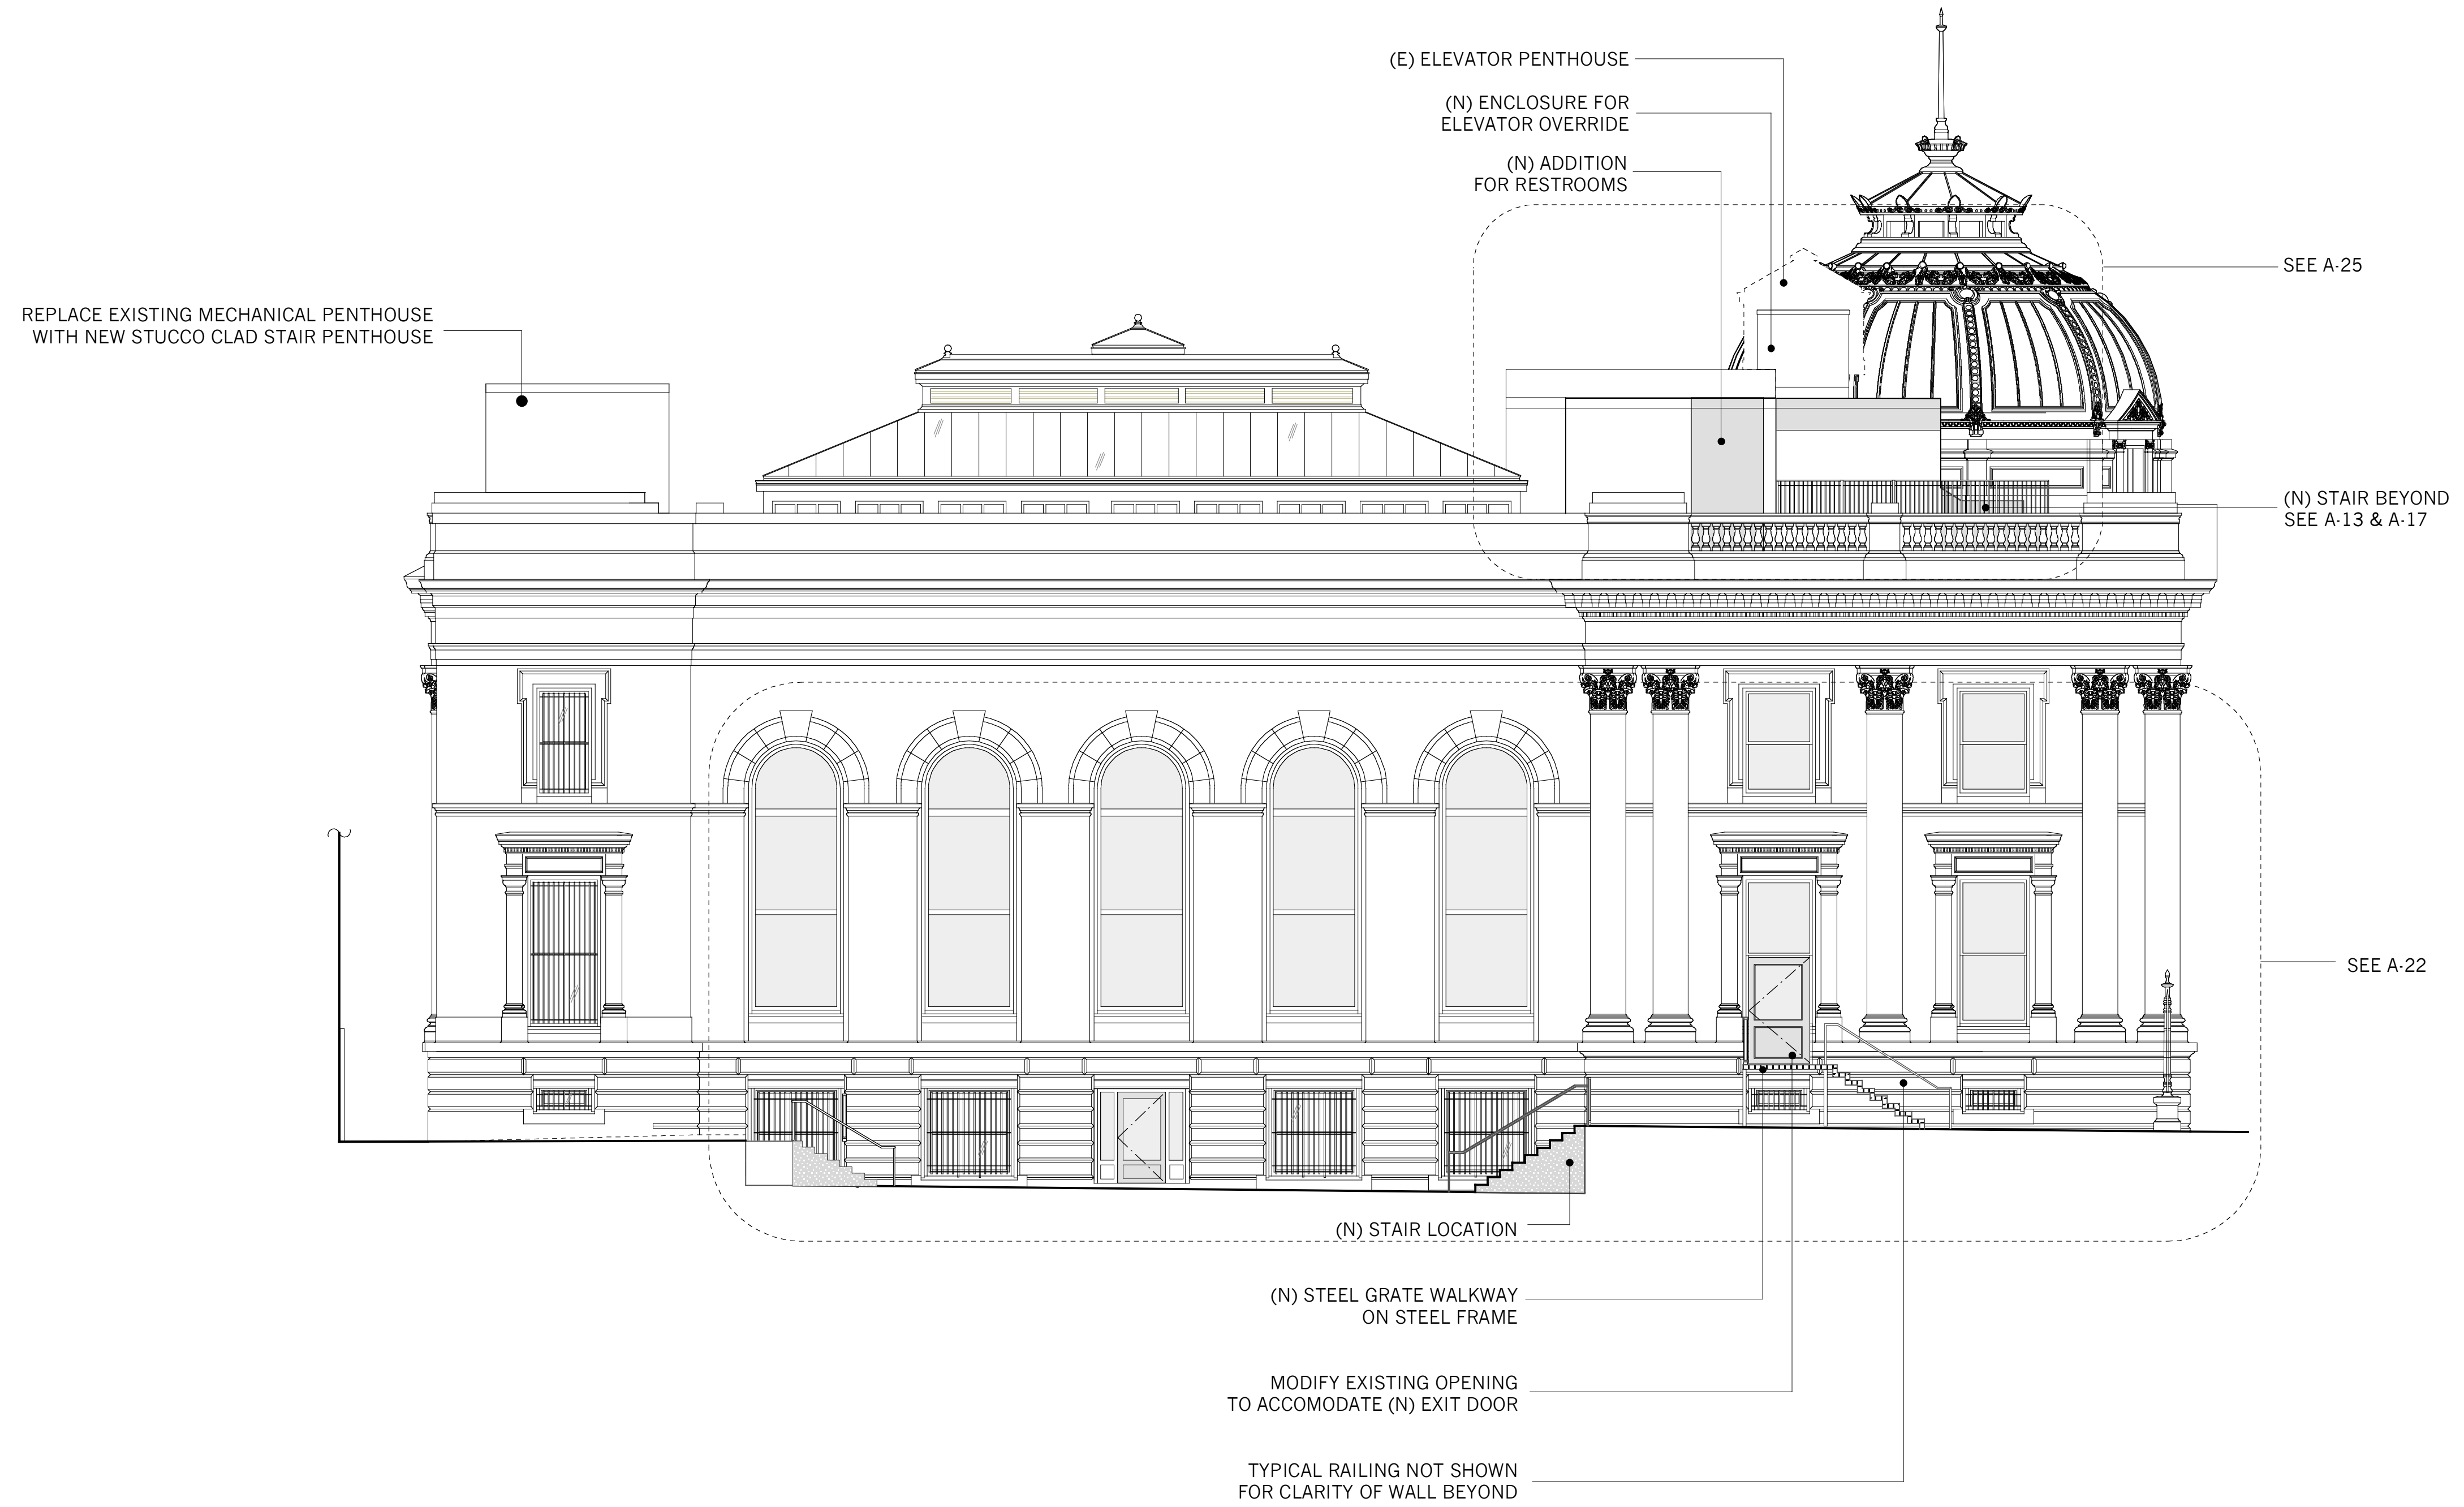 (E) ELEVATOR PENTHOUSE
(N) ENCLOSURE FOR
ELEVATOR OVERRIDE
(N) ADDITION
FOR RESTROOMS
SEE A-25
REPLACE EXISTING MECHANICAL PENTHOUSE
WITH NEW STUCCO CLAD STAIR PENTHOUSE
(N) STAIR BEYOND
SEE A-13 & A-17
SEE A-22
(N) STAIR LOCATION
(N) STEEL GRATE WALKWAY
ON STEEL FRAME
MODIFY EXISTING OPENING
TO ACCOMODATE (N) EXIT DOOR
TYPICAL RAILING NOT SHOWN
FOR CLARITY OF WALL BEYOND